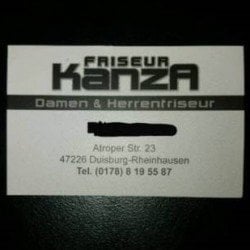 FRISEUR
KanzA
Damen & Herrenfriseur
Atroper Str. 23
47226 Duisburg-Rheinhausen
Tel. (0178) 8 19 55 87